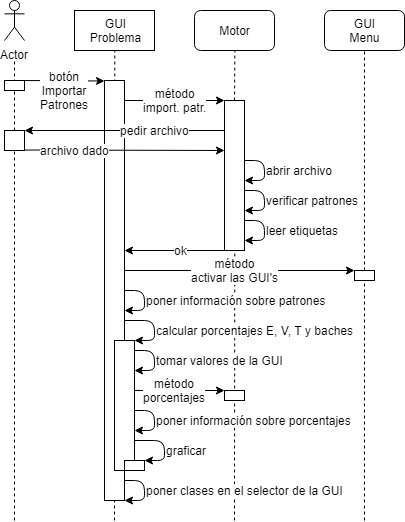 GUI
Problema
Motor
GUI
Menu
Actor
botón
Importar
Patrones
método
import. patr.
pedir archivo
archivo dado
abrir archivo
verificar patrones
leer etiquetas
ok
método
activar las GUI's
poner información sobre patrones
calcular porcentajes E, V, T y baches
tomar valores de la GUI
método
porcentajes
poner información sobre porcentajes
graficar
poner clases en el selector de la GUI